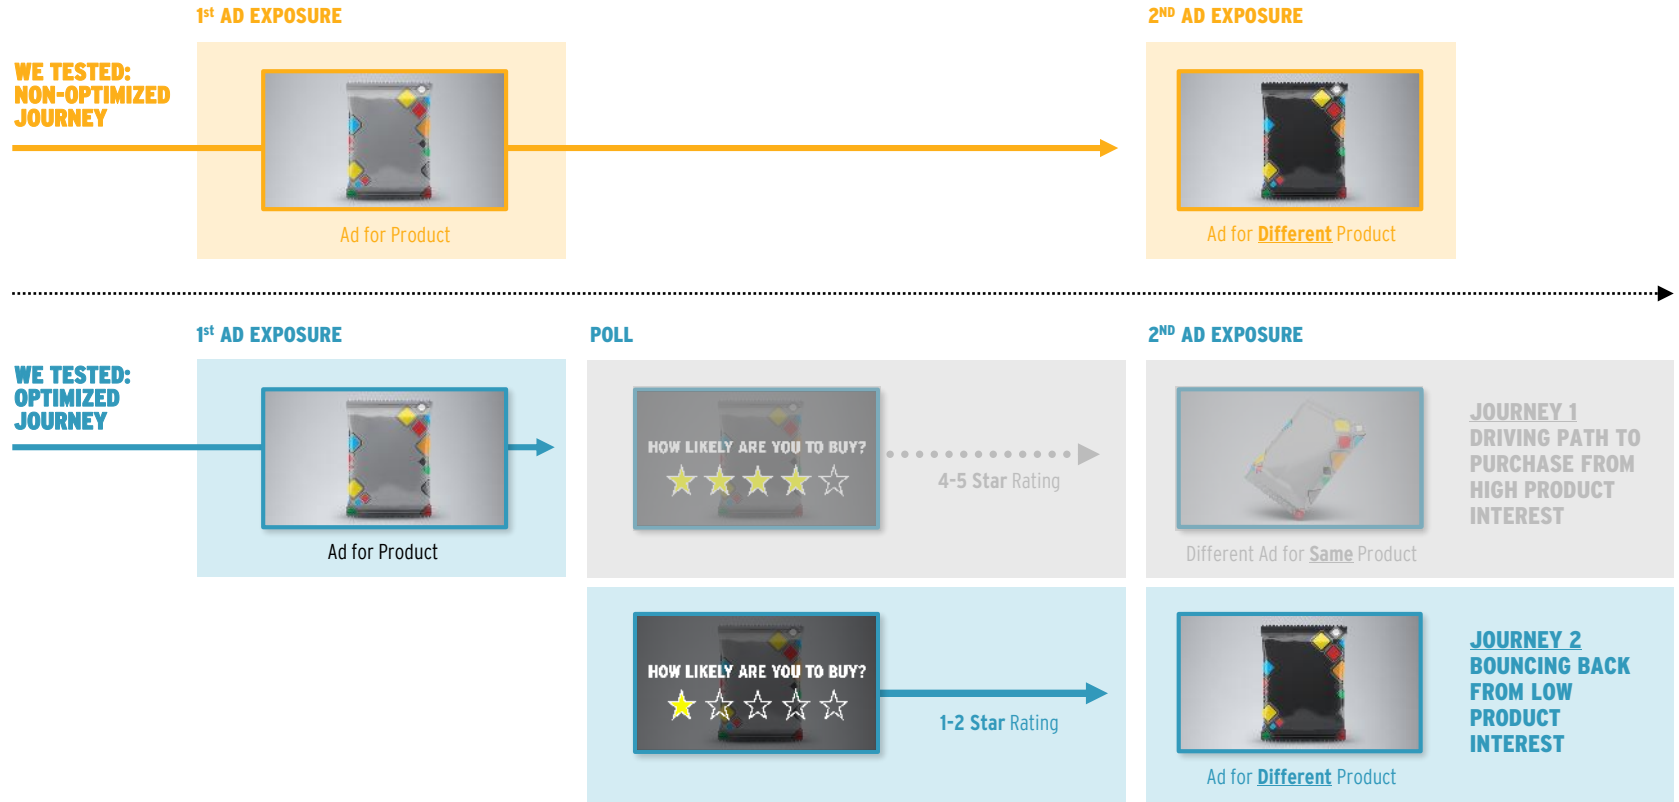 1st AD EXPOSURE
2ND AD EXPOSURE
WE TESTED:
NON-OPTIMIZED
JOURNEY
Ad for Product
Ad for Different Product
1st AD EXPOSURE
POLL
2ND AD EXPOSURE
WE TESTED:
OPTIMIZED
JOURNEY
Ad for Product
HOW LIKELY ARE YOU TO BUY?
4-5 Star Rating
Different Ad for Same Product
JOURNEY 1
DRIVING PATH TO
PURCHASE FROM
HIGH PRODUCT
INTEREST
HOW LIKELY ARE YOU TO BUY?
1-2 Star Rating
Ad for Different Product
JOURNEY 2
BOUNCING BACK
FROM LOW
PRODUCT
INTEREST